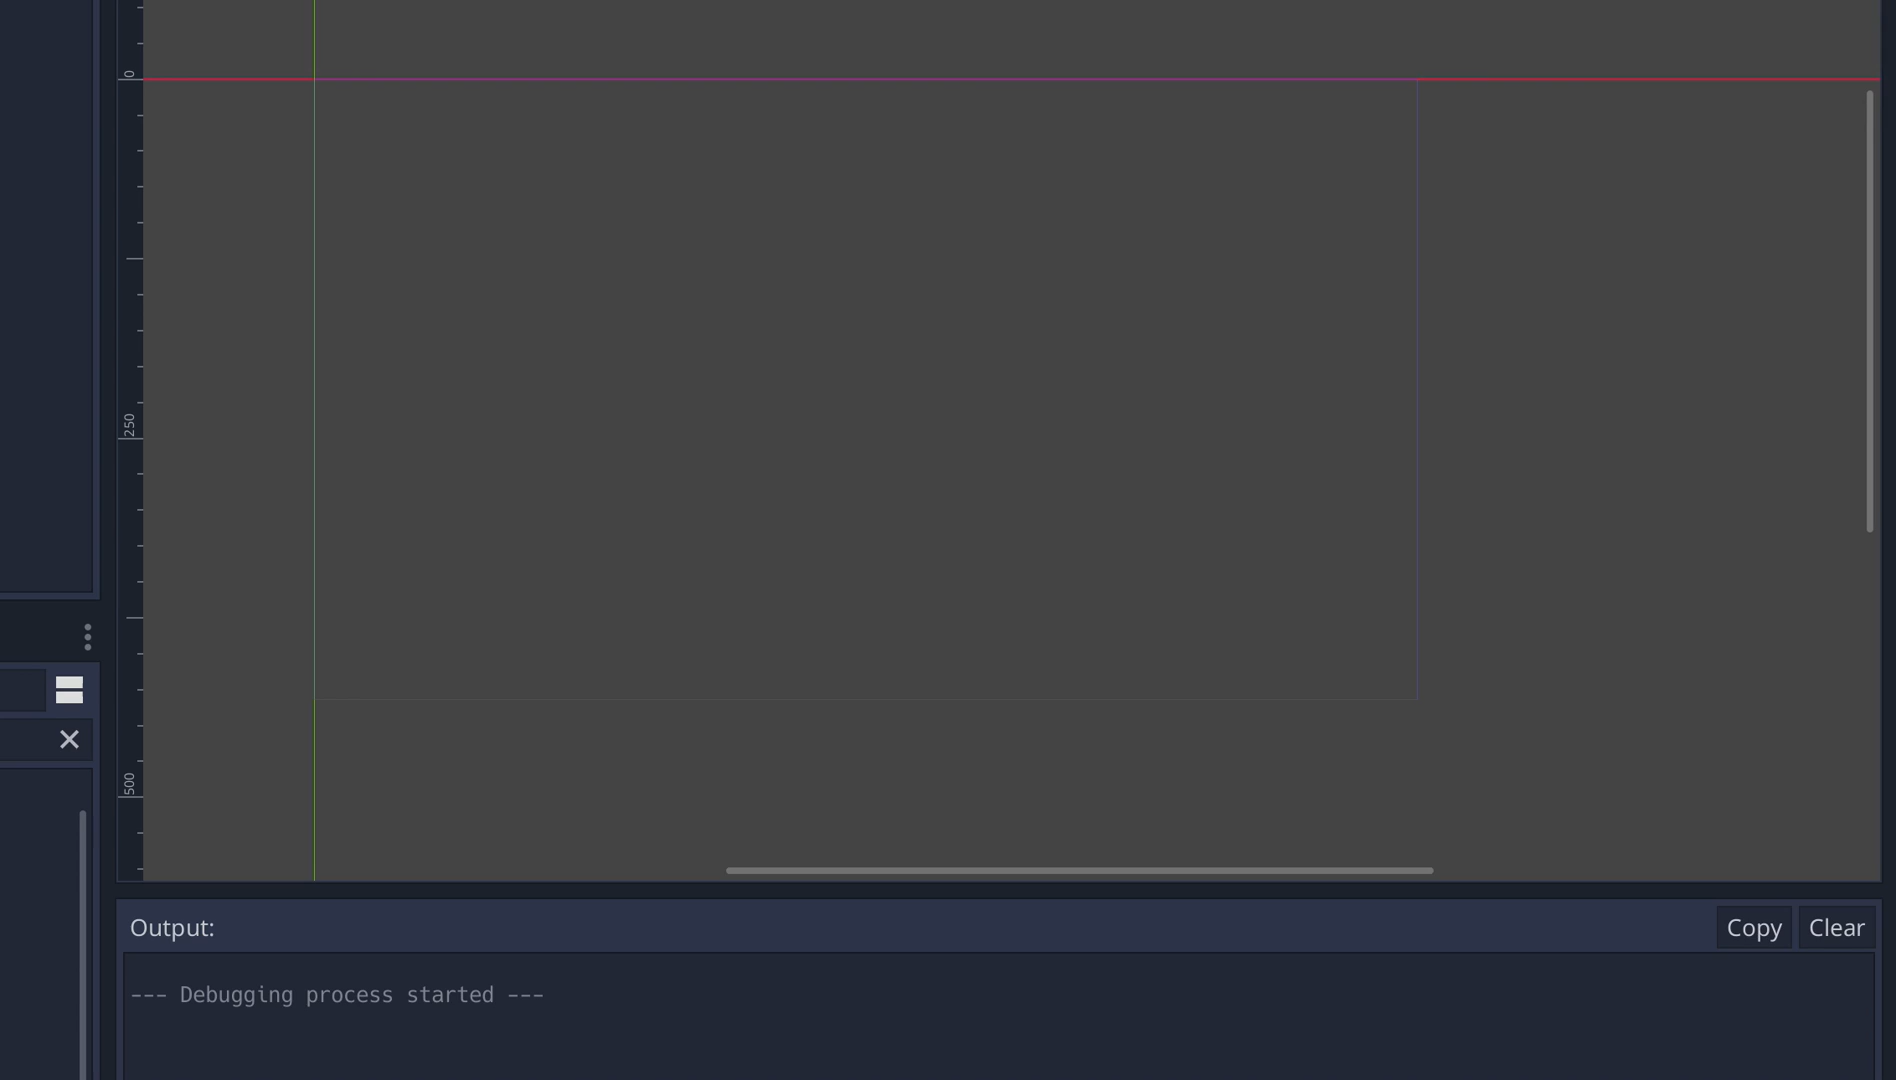 0
250
500
Output:
Copy
Clear
--- Debugging process started ---